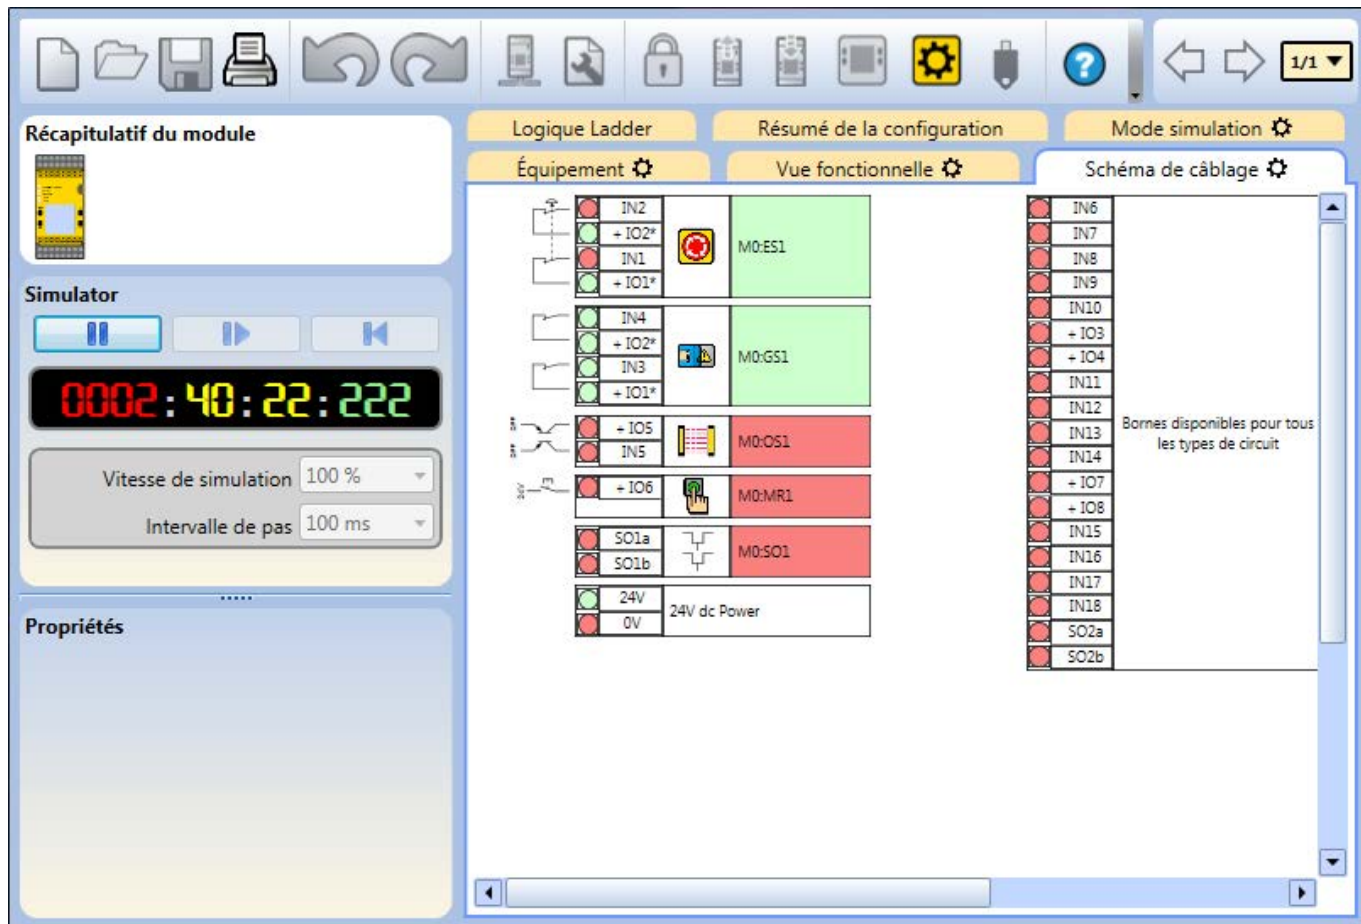 1/1
Récapitulatif du module
Simulator
0002:40:22:222
Vitesse de simulation 100 %
Intervalle de pas 100 ms
Propriétés
Logique Ladder
Résumé de la configuration
Mode simulation
Équipement
Vue fonctionnelle
Schéma de câblage
IN2
+ IO2*
IN1
+ IO1*
M0:ES1
IN4
+ IO2*
IN3
+ IO1*
M0:GS1
+ IO5
IN5
M0:OS1
24V
+ IO6
M0:MR1
SO1a
SO1b
M0:SO1
24V
0V
24V dc Power
IN6
IN7
IN8
IN9
IN10
+ IO3
+ IO4
IN11
IN12
IN13
IN14
+ IO7
+ IO8
IN15
IN16
IN17
IN18
SO2a
SO2b
Bornes disponibles pour tous
les types de circuit